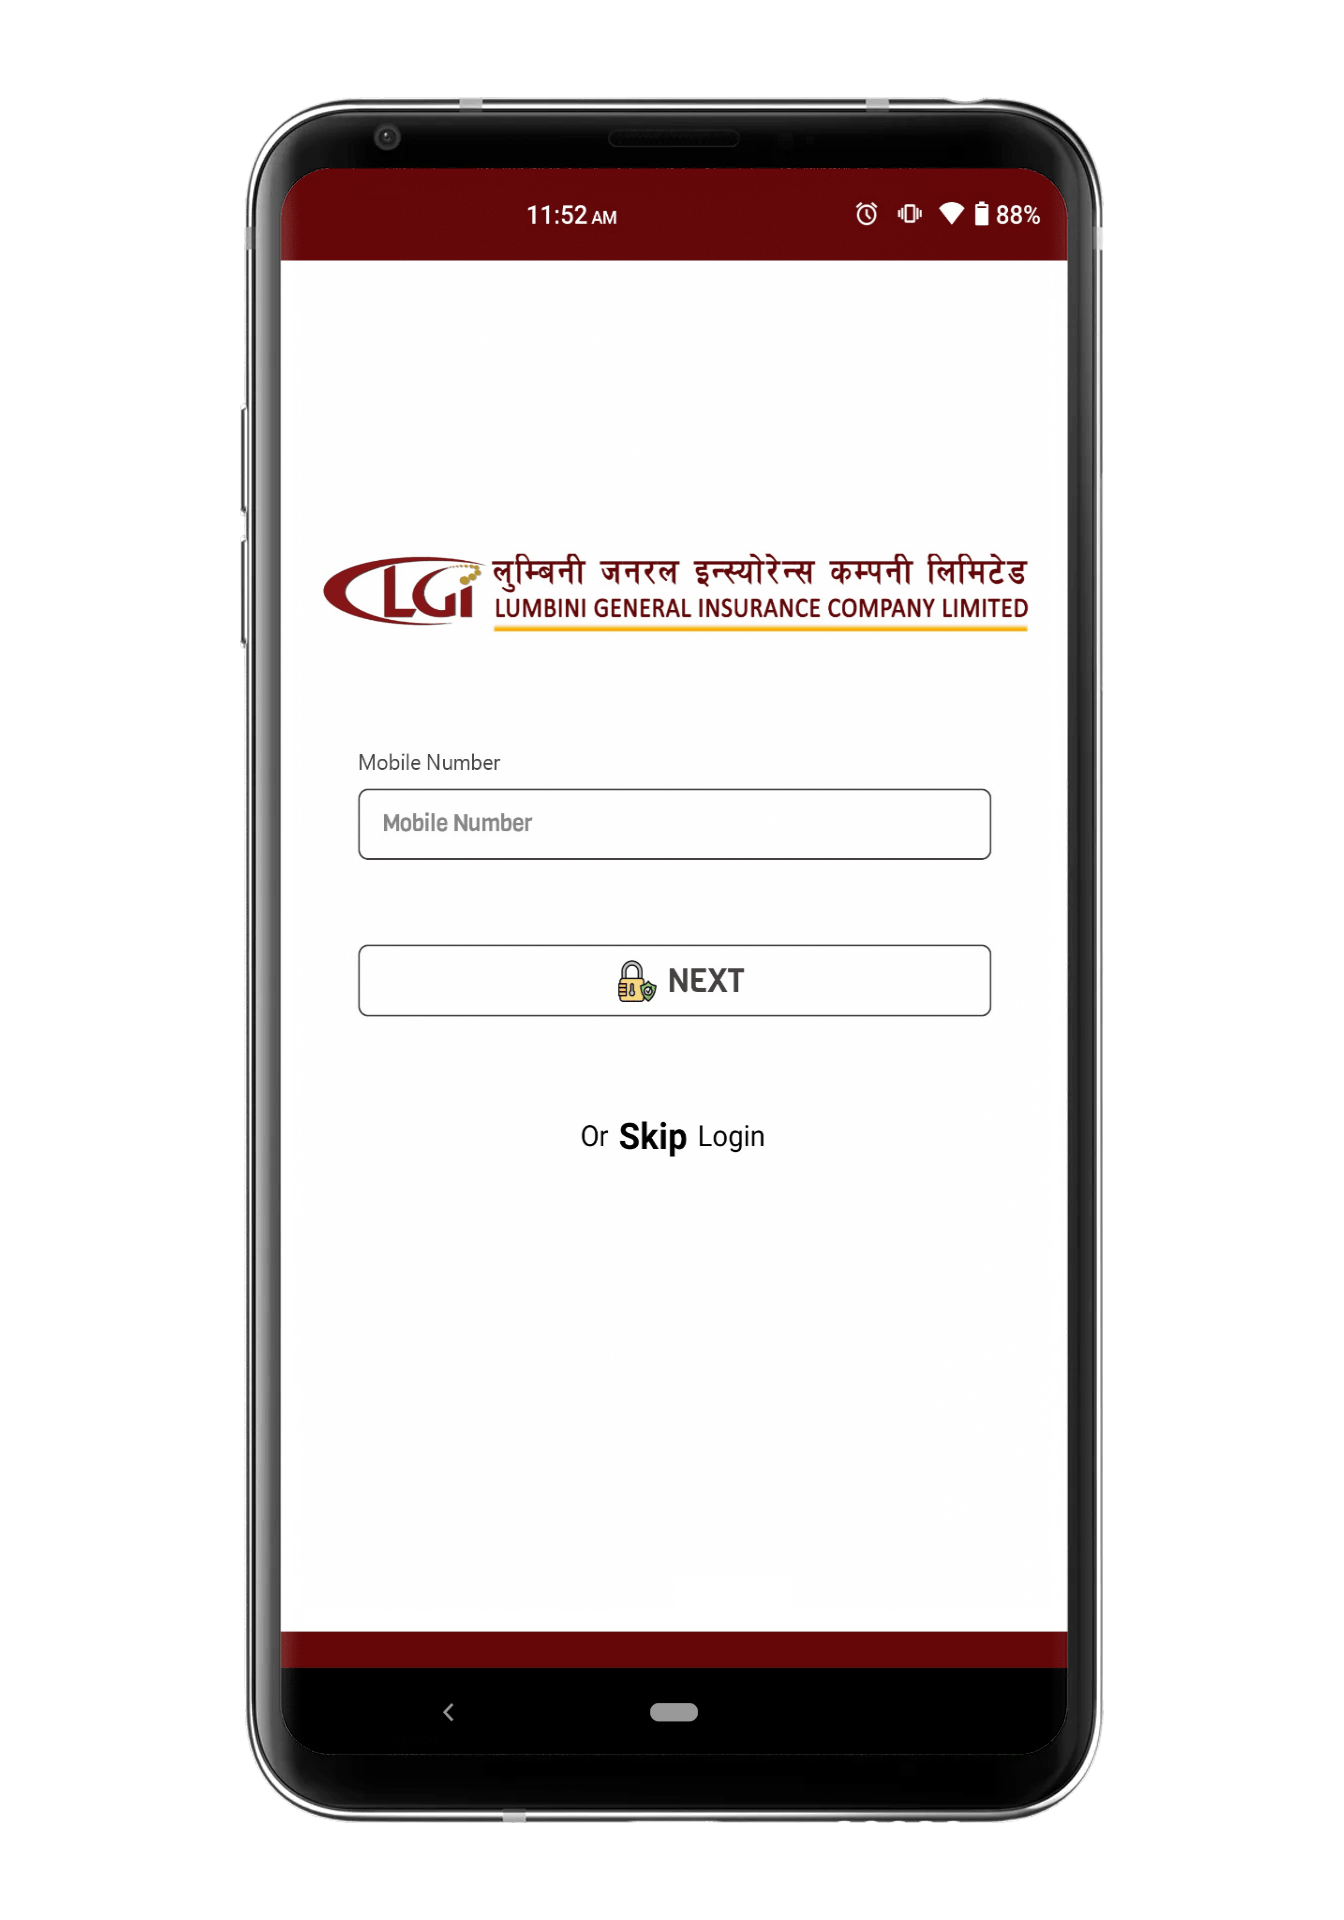 11:52 AM 88%
LGI
लुम्बिनी जनरल इन्स्योरेन्स कम्पनी लिमिटेड
LUMBINI GENERAL INSURANCE COMPANY LIMITED
Mobile Number
Mobile Number
NEXT
Or Skip Login